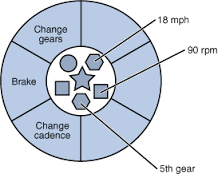 Change
gears
18 mph
90 rpm
Brake
Change
cadence
5th gear